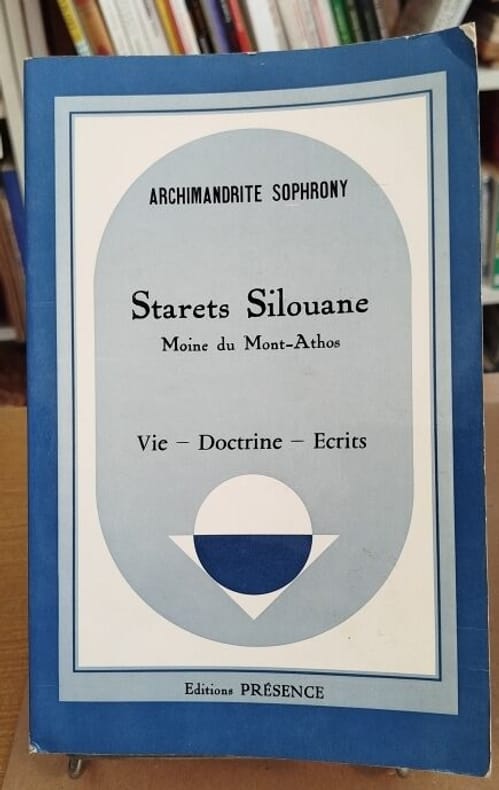 ARCHIMANDRITE SOPHRONY
Starets Silouane
Moine du Mont-Athos
Vie – Doctrine – Ecrits
Editions PRÉSENCE